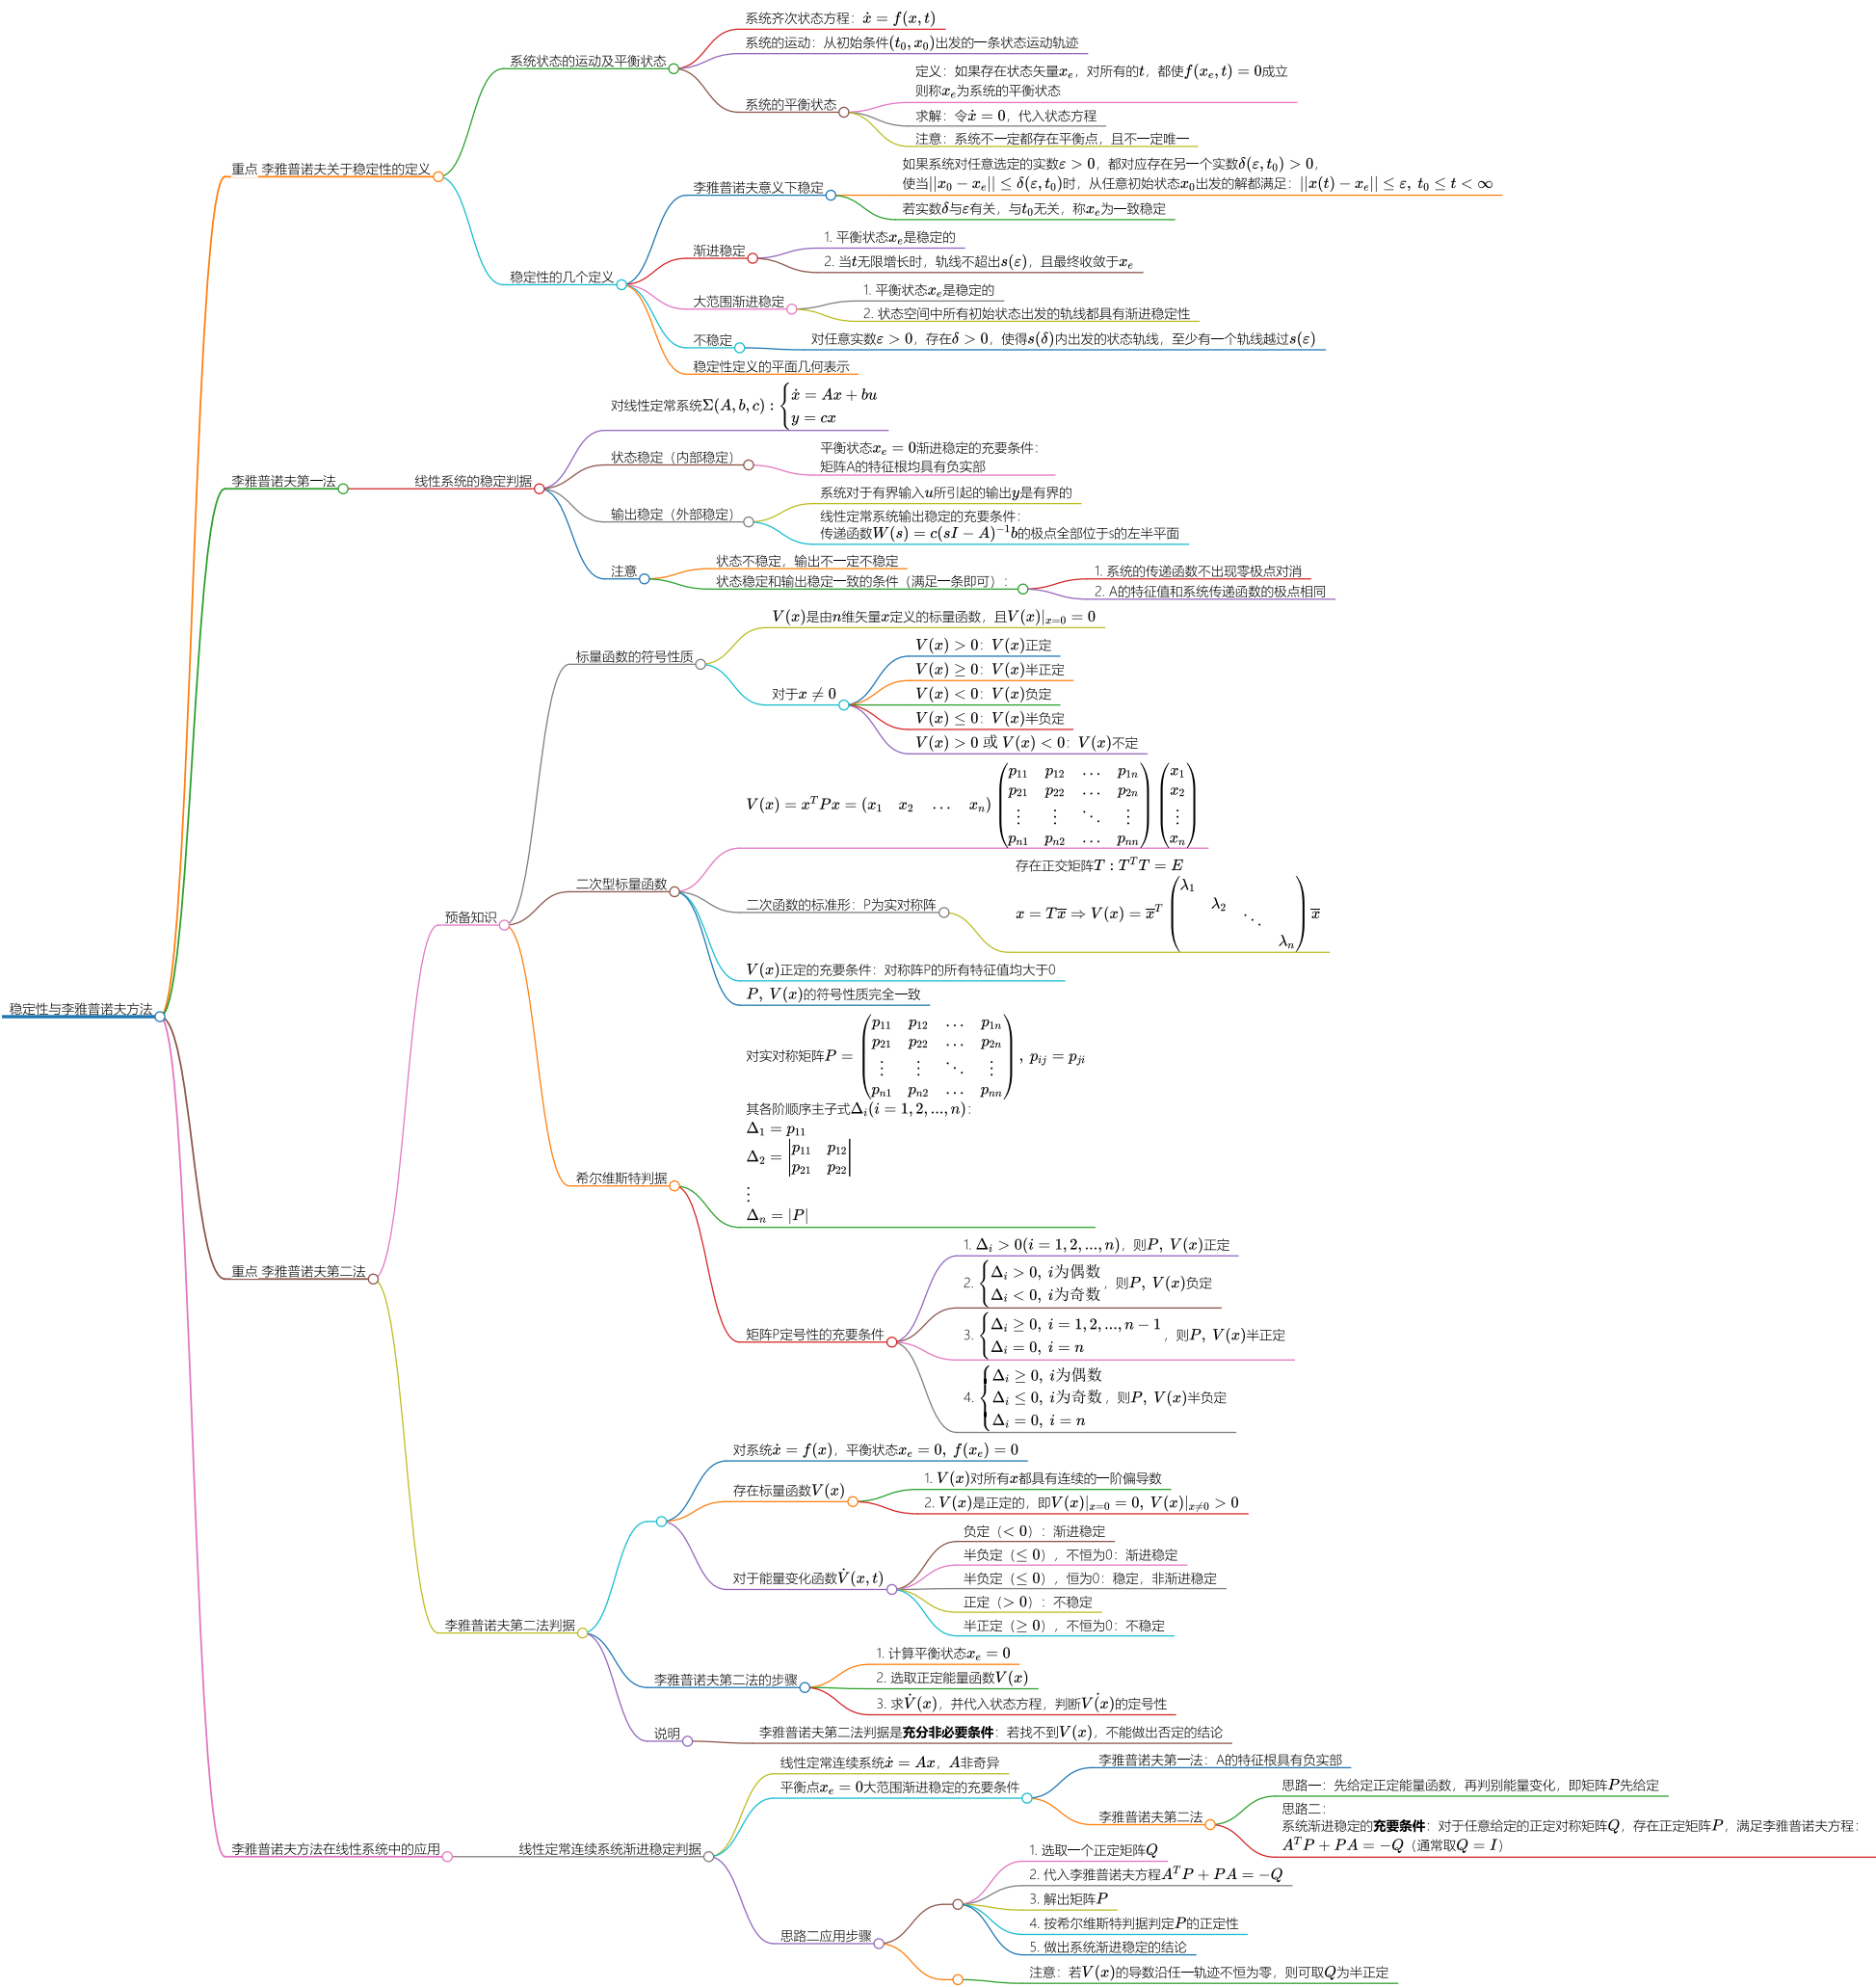 系统齐次状态方程：ẋ = f(x, t)
系统的运动：从初始条件(t₀, x₀)出发的一条状态运动轨迹
系统状态的运动及平衡状态
定义：如果存在状态矢量xₑ，对所有的t，都使f(xₑ, t) = 0成立
则称xₑ为系统的平衡状态
系统的平衡状态
求解：令ẋ = 0，代入状态方程
注意：系统不一定都存在平衡点，且不一定唯一
重点 李雅普诺夫关于稳定性的定义
如果系统对任意选定的实数ε > 0，都对应存在另一个实数δ(ε, t₀) > 0，
使当||x₀ − xₑ|| ≤ δ(ε, t₀)时，从任意初始状态x₀出发的解都满足：||x(t) − xₑ|| ≤ ε, t₀ ≤ t < ∞
李雅普诺夫意义下稳定
若实数δ与ε有关，与t₀无关，称xₑ为一致稳定
1. 平衡状态xₑ是稳定的
渐进稳定
2. 当t无限增长时，轨线不超出s(ε)，且最终收敛于xₑ
稳定性的几个定义
1. 平衡状态xₑ是稳定的
大范围渐进稳定
2. 状态空间中所有初始状态出发的轨线都具有渐进稳定性
不稳定
对任意实数ε > 0，存在δ > 0，使得s(δ)内出发的状态轨线，至少有一个轨线越过s(ε)
稳定性定义的平面几何表示
对线性定常系统Σ(A, b, c) : { ẋ = Ax + bu
y = cx
平衡状态xₑ = 0渐进稳定的充要条件：
状态稳定（内部稳定）
矩阵A的特征根均具有负实部
李雅普诺夫第一法
线性系统的稳定判据
系统对于有界输入u所引起的输出y是有界的
输出稳定（外部稳定）
线性定常系统输出稳定的充要条件：
传递函数W(s) = c(sI − A)⁻¹b的极点全部位于s的左半平面
状态不稳定，输出不一定不稳定
注意
状态稳定和输出稳定一致的条件（满足一条即可）：
1. 系统的传递函数不出现零极点对消
2. A的特征值和系统传递函数的极点相同
V(x)是由n维矢量x定义的标量函数，且V(x)|ₓ₌₀ = 0
标量函数的符号性质
V(x) > 0：V(x)正定
V(x) ≥ 0：V(x)半正定
对于x ≠ 0
V(x) < 0：V(x)负定
V(x) ≤ 0：V(x)半负定
V(x) > 0 或 V(x) < 0：V(x)不定
V(x) = xᵀPx = (x₁ x₂ … xₙ) (p₁₁ p₁₂ … p₁ₙ; p₂₁ p₂₂ … p₂ₙ; ⋮ ⋮ ⋱ ⋮; pₙ₁ pₙ₂ … pₙₙ) (x₁; x₂; ⋮; xₙ)
二次型标量函数
存在正交矩阵T : TᵀT = E
二次函数的标准形：P为实对称阵
x = Tx̅ ⇒ V(x) = x̅ᵀ (λ₁ λ₂ ⋱ λₙ) x̅
预备知识
V(x)正定的充要条件：对称阵P的所有特征值均大于0
P, V(x)的符号性质完全一致
稳定性与李雅普诺夫方法
对实对称矩阵P = (p₁₁ p₁₂ … p₁ₙ; p₂₁ p₂₂ … p₂ₙ; ⋮ ⋮ ⋱ ⋮; pₙ₁ pₙ₂ … pₙₙ), pᵢⱼ = pⱼᵢ
其各阶顺序主子式Δᵢ(i = 1, 2, ..., n)：
Δ₁ = p₁₁
Δ₂ = |p₁₁ p₁₂; p₂₁ p₂₂|
⋮
Δₙ = |P|
希尔维斯特判据
1. Δᵢ > 0(i = 1, 2, ..., n)，则P, V(x)正定
2. { Δᵢ > 0, i为偶数
Δᵢ < 0, i为奇数 ，则P, V(x)负定
矩阵P定号性的充要条件
3. { Δᵢ ≥ 0, i = 1, 2, ..., n − 1
Δᵢ = 0, i = n ，则P, V(x)半正定
4. { Δᵢ ≥ 0, i为偶数
Δᵢ ≤ 0, i为奇数 ，则P, V(x)半负定
Δᵢ = 0, i = n
重点 李雅普诺夫第二法
对系统ẋ = f(x)，平衡状态xₑ = 0, f(xₑ) = 0
存在标量函数V(x)
1. V(x)对所有x都具有连续的一阶偏导数
2. V(x)是正定的，即V(x)|ₓ₌₀ = 0, V(x)|ₓ≠₀ > 0
负定（< 0）：渐进稳定
半负定（≤ 0），不恒为0：渐进稳定
对于能量变化函数V̇(x, t)
半负定（≤ 0），恒为0：稳定，非渐进稳定
正定（> 0）：不稳定
半正定（≥ 0），不恒为0：不稳定
李雅普诺夫第二法判据
1. 计算平衡状态xₑ = 0
李雅普诺夫第二法的步骤
2. 选取正定能量函数V(x)
3. 求V̇(x)，并代入状态方程，判断V̇(x)的定号性
说明
李雅普诺夫第二法判据是充分非必要条件：若找不到V(x)，不能做出否定的结论
线性定常连续系统ẋ = Ax，A非奇异
平衡点xₑ = 0大范围渐进稳定的充要条件
李雅普诺夫第一法：A的特征根具有负实部
李雅普诺夫第二法
思路一：先给定正定能量函数，再判别能量变化，即矩阵P先给定
思路二：
系统渐进稳定的充要条件：对于任意给定的正定对称矩阵Q，存在正定矩阵P，满足李雅普诺夫方程：
AᵀP + PA = −Q（通常取Q = I）
李雅普诺夫方法在线性系统中的应用
线性定常连续系统渐进稳定判据
1. 选取一个正定矩阵Q
2. 代入李雅普诺夫方程AᵀP + PA = −Q
3. 解出矩阵P
4. 按希尔维斯特判据判定P的正定性
5. 做出系统渐进稳定的结论
思路二应用步骤
注意：若V(x)的导数沿任一轨迹不恒为零，则可取Q为半正定